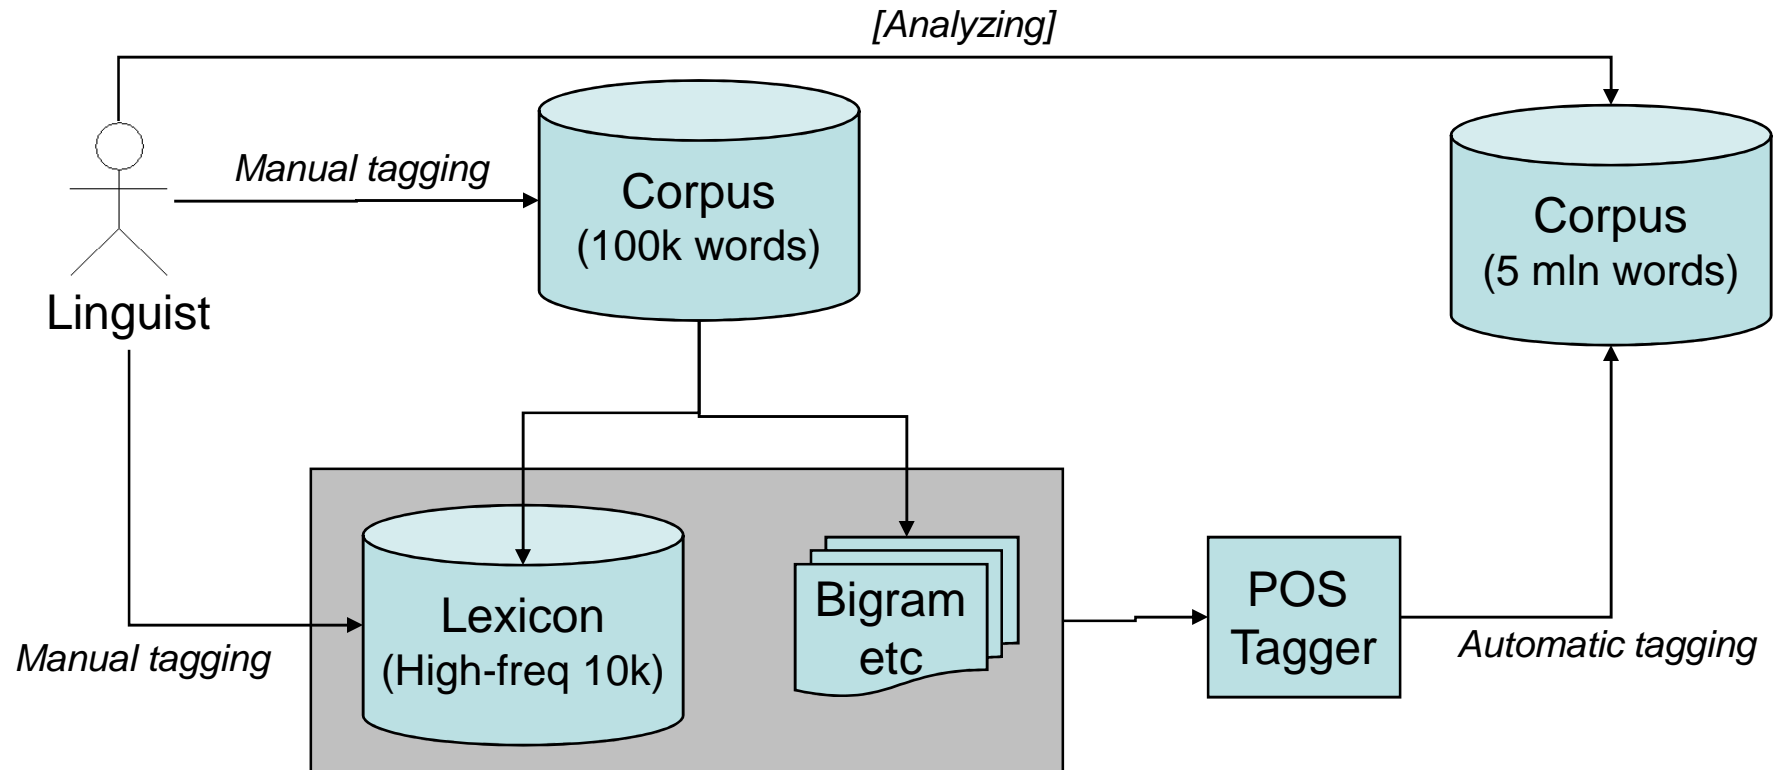 [Analyzing]
Manual tagging
Corpus
(100k words)
Corpus
(5 mln words)
Linguist
Lexicon
(High-freq 10k)
Bigram
etc
POS
Tagger
Manual tagging
Automatic tagging